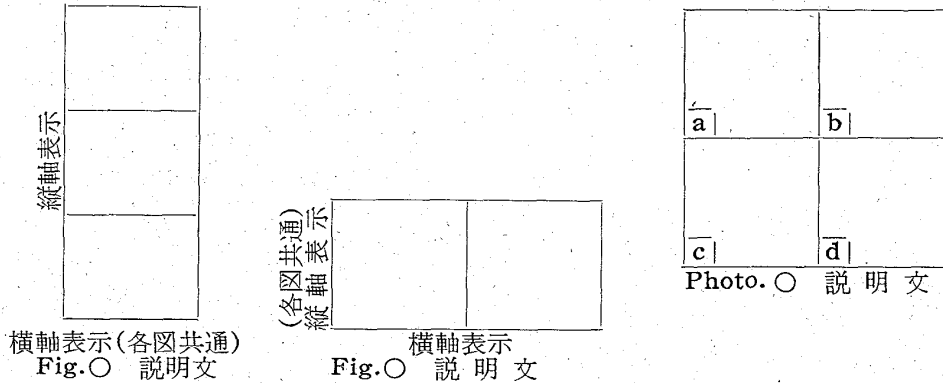 縦軸表示
横軸表示(各図共通)
Fig.○ 説明文
(各図共通)
縦軸表示
横軸表示
Fig.○ 説明文
a
b
c
d
Photo.○ 説明文